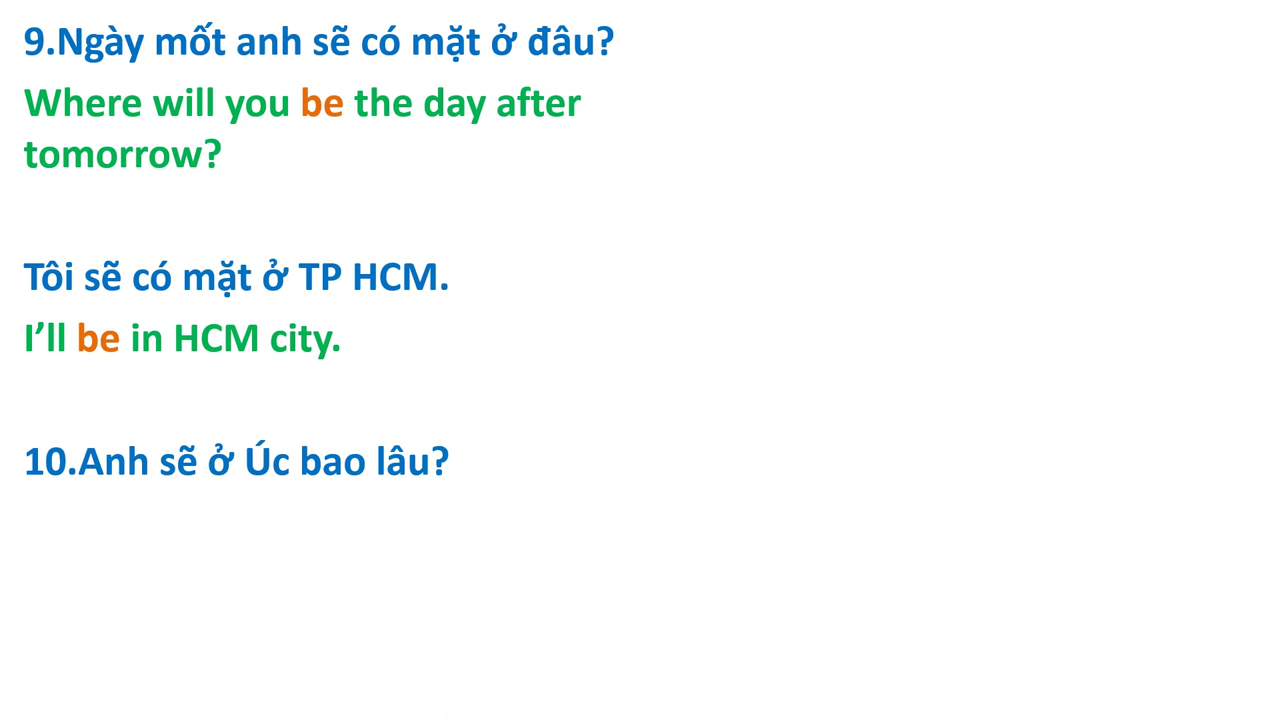 9.Ngày mốt anh sẽ có mặt ở đâu?
Where will you be the day after
tomorrow?
Tôi sẽ có mặt ở TP HCM.
I’ll be in HCM city.
10.Anh sẽ ở Úc bao lâu?